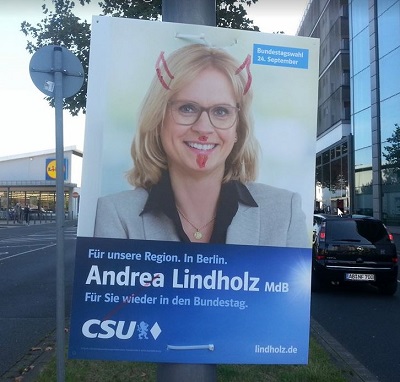 Bundestagswahl
24. September
Für unsere Region. In Berlin.
Andrea Lindholz MdB
Für Sie wieder in den Bundestag.
CSU
lindholz.de